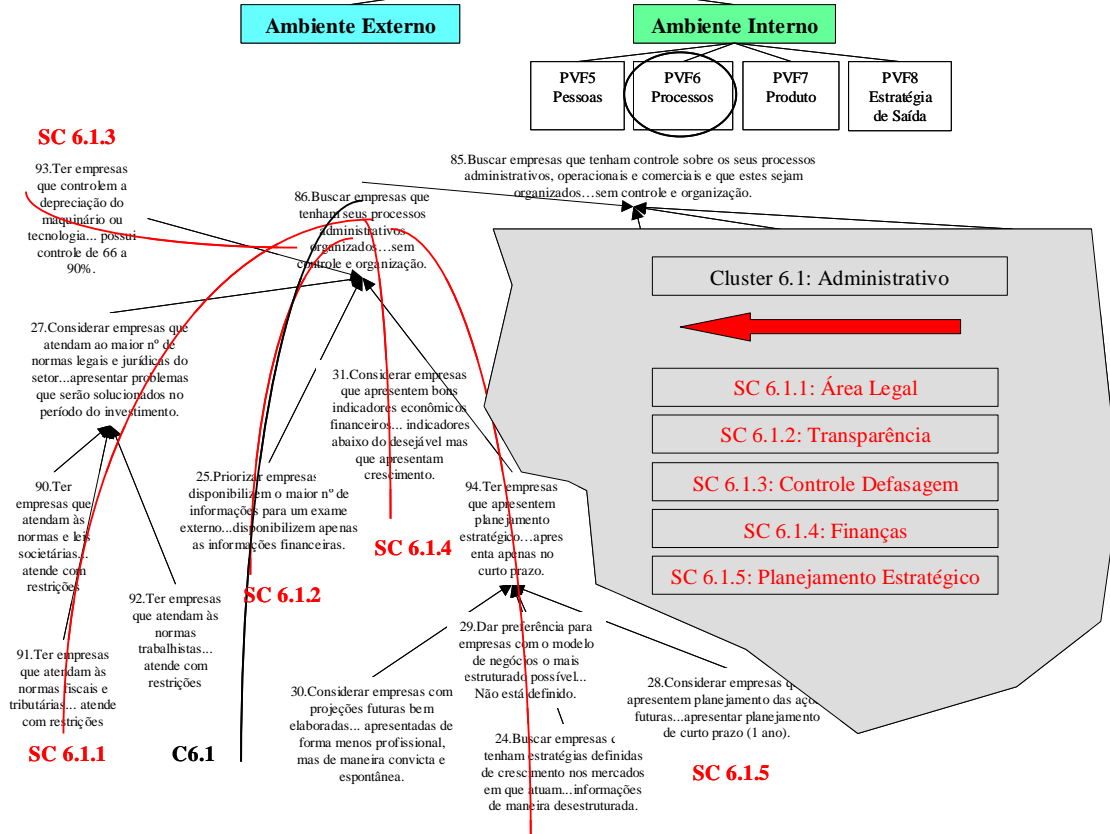 Ambiente Externo
Ambiente Interno
PVF5
Pessoas
PVF6
Processos
PVF7
Produto
PVF8
Estratégia
de Saída
SC 6.1.3
93.Ter empresas
que controlem a
depreciação do
maquinário ou
tecnologia... possui
controle de 66 a
90%.
85.Buscar empresas que tenham controle sobre os seus processos
administrativos, operacionais e comerciais e que estes sejam
organizados…sem controle e organização.
86.Buscar empresas que
tenham seus processos
administrativos
organizados…sem
controle e organização.
Cluster 6.1: Administrativo
SC 6.1.1: Área Legal
SC 6.1.2: Transparência
SC 6.1.3: Controle Defasagem
SC 6.1.4: Finanças
SC 6.1.5: Planejamento Estratégico
27.Considerar empresas que
atendam ao maior nº de
normas legais e jurídicas do
setor...apresentar problemas
que serão solucionados no
período do investimento.
31.Considerar empresas
que apresentem bons
indicadores econômicos
financeiros... indicadores
abaixo do desejável mas
que apresentam
crescimento.
25.Priorizar empresas
disponibilizem o maior nº de
informações para um exame
externo...disponibilizem apenas
as informações financeiras.
94.Ter empresas
que apresentem
planejamento
estratégico…apres
enta apenas no
curto prazo.
90.Ter
empresas que
atendam às
normas e leis
societárias...
atende com
restrições
SC 6.1.4
SC 6.1.2
92.Ter empresas
que atendam às
normas
trabalhistas...
atende com
restrições
91.Ter empresas
que atendam às
normas fiscais e
tributárias... atende
com restrições
29.Dar preferência para
empresas com o modelo
de negócios o mais
estruturado possível...
Não está definido.
30.Considerar empresas com
projeções futuras bem
elaboradas... apresentadas de
forma menos profissional,
mas de maneira convicta e
espontânea.
28.Considerar empresas
apresentem planejamento das
futuras...apresentar planejamento
de curto prazo (1 ano).
24.Buscar empresas
tenham estratégias definidas
de crescimento nos mercados
em que atuam...informações
de maneira desestruturada.
SC 6.1.1
C6.1
SC 6.1.5